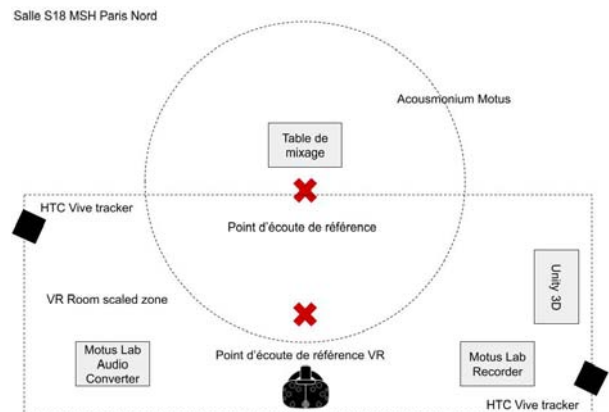 Salle S18 MSH Paris Nord
Acousmonium Motus
Table de
mixage
HTC Vive tracker
Point d'écoute de référence
Unity 3D
VR Room scaled zone
Point d'écoute de référence VR
Motus Lab
Audio
Converter
Motus Lab
Recorder
HTC Vive tracker